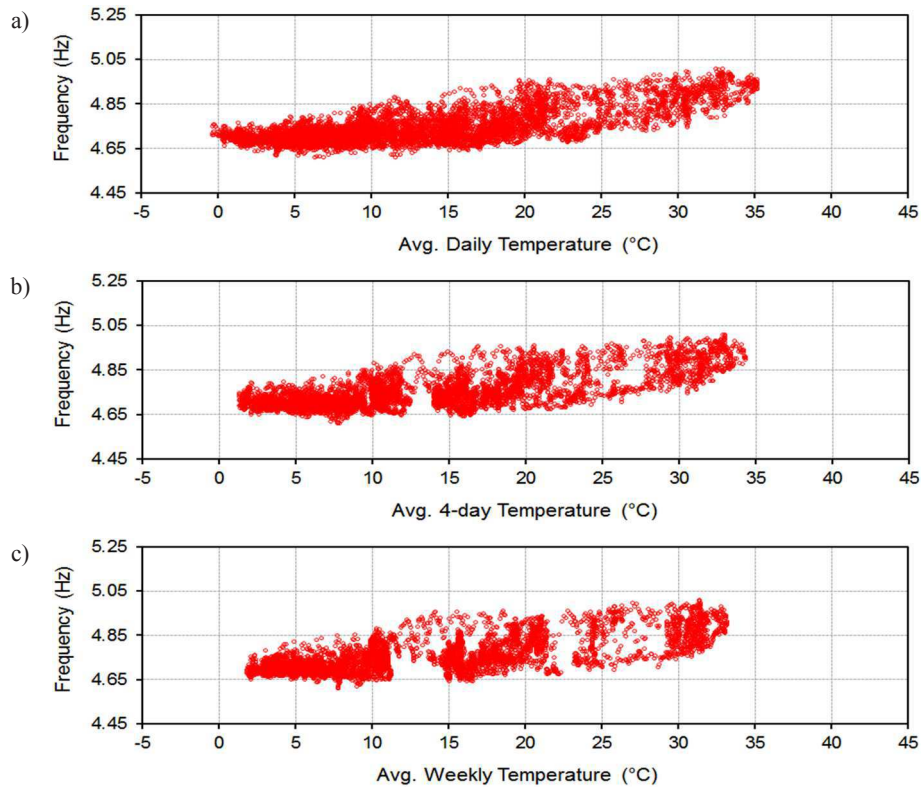 a)
Frequency (Hz)
5.25
5.05
4.85
4.65
4.45
-5 0 5 10 15 20 25 30 35 40 45
Avg. Daily Temperature (°C)
b)
Frequency (Hz)
5.25
5.05
4.85
4.65
4.45
-5 0 5 10 15 20 25 30 35 40 45
Avg. 4-day Temperature (°C)
c)
Frequency (Hz)
5.25
5.05
4.85
4.65
4.45
-5 0 5 10 15 20 25 30 35 40 45
Avg. Weekly Temperature (°C)